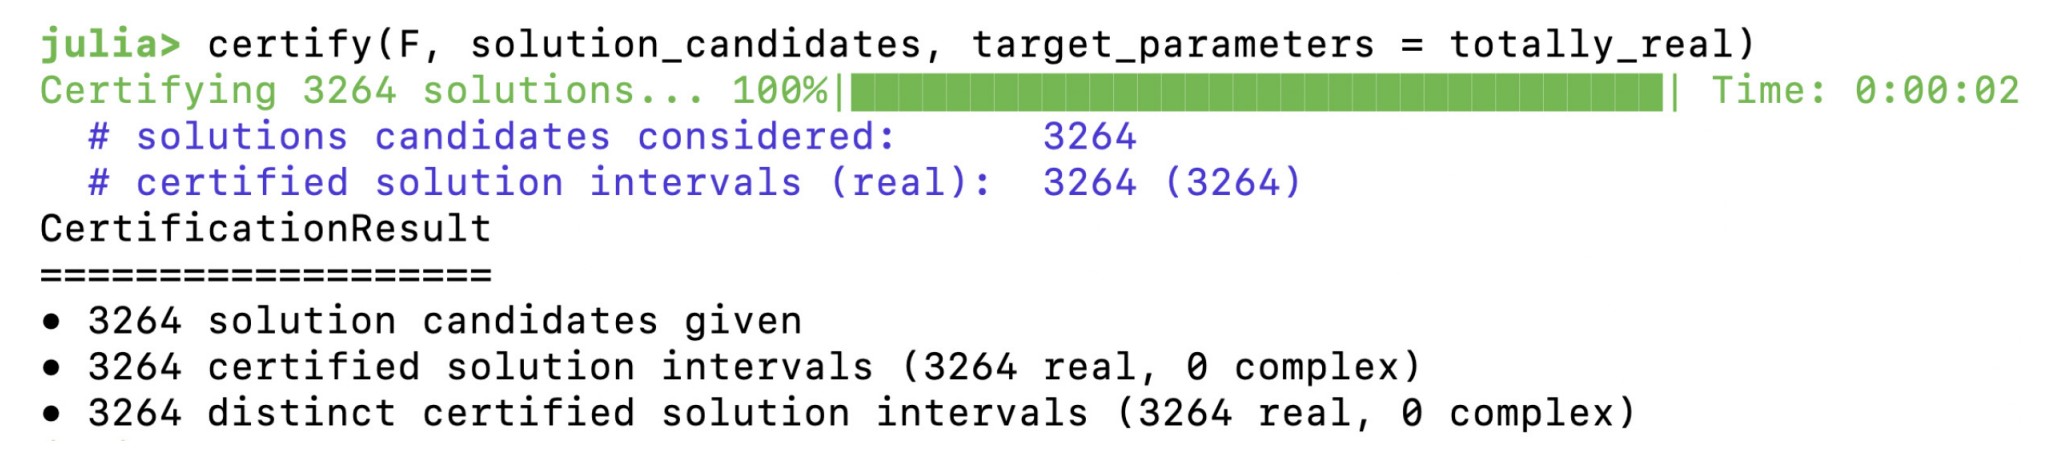 julia> certify(F, solution_candidates, target_parameters = totally_real)
Certifying 3264 solutions... 100%|██████████████████████████████████| Time: 0:00:02
  # solutions candidates considered:      3264
  # certified solution intervals (real):  3264 (3264)
CertificationResult
===================
• 3264 solution candidates given
• 3264 certified solution intervals (3264 real, 0 complex)
• 3264 distinct certified solution intervals (3264 real, 0 complex)